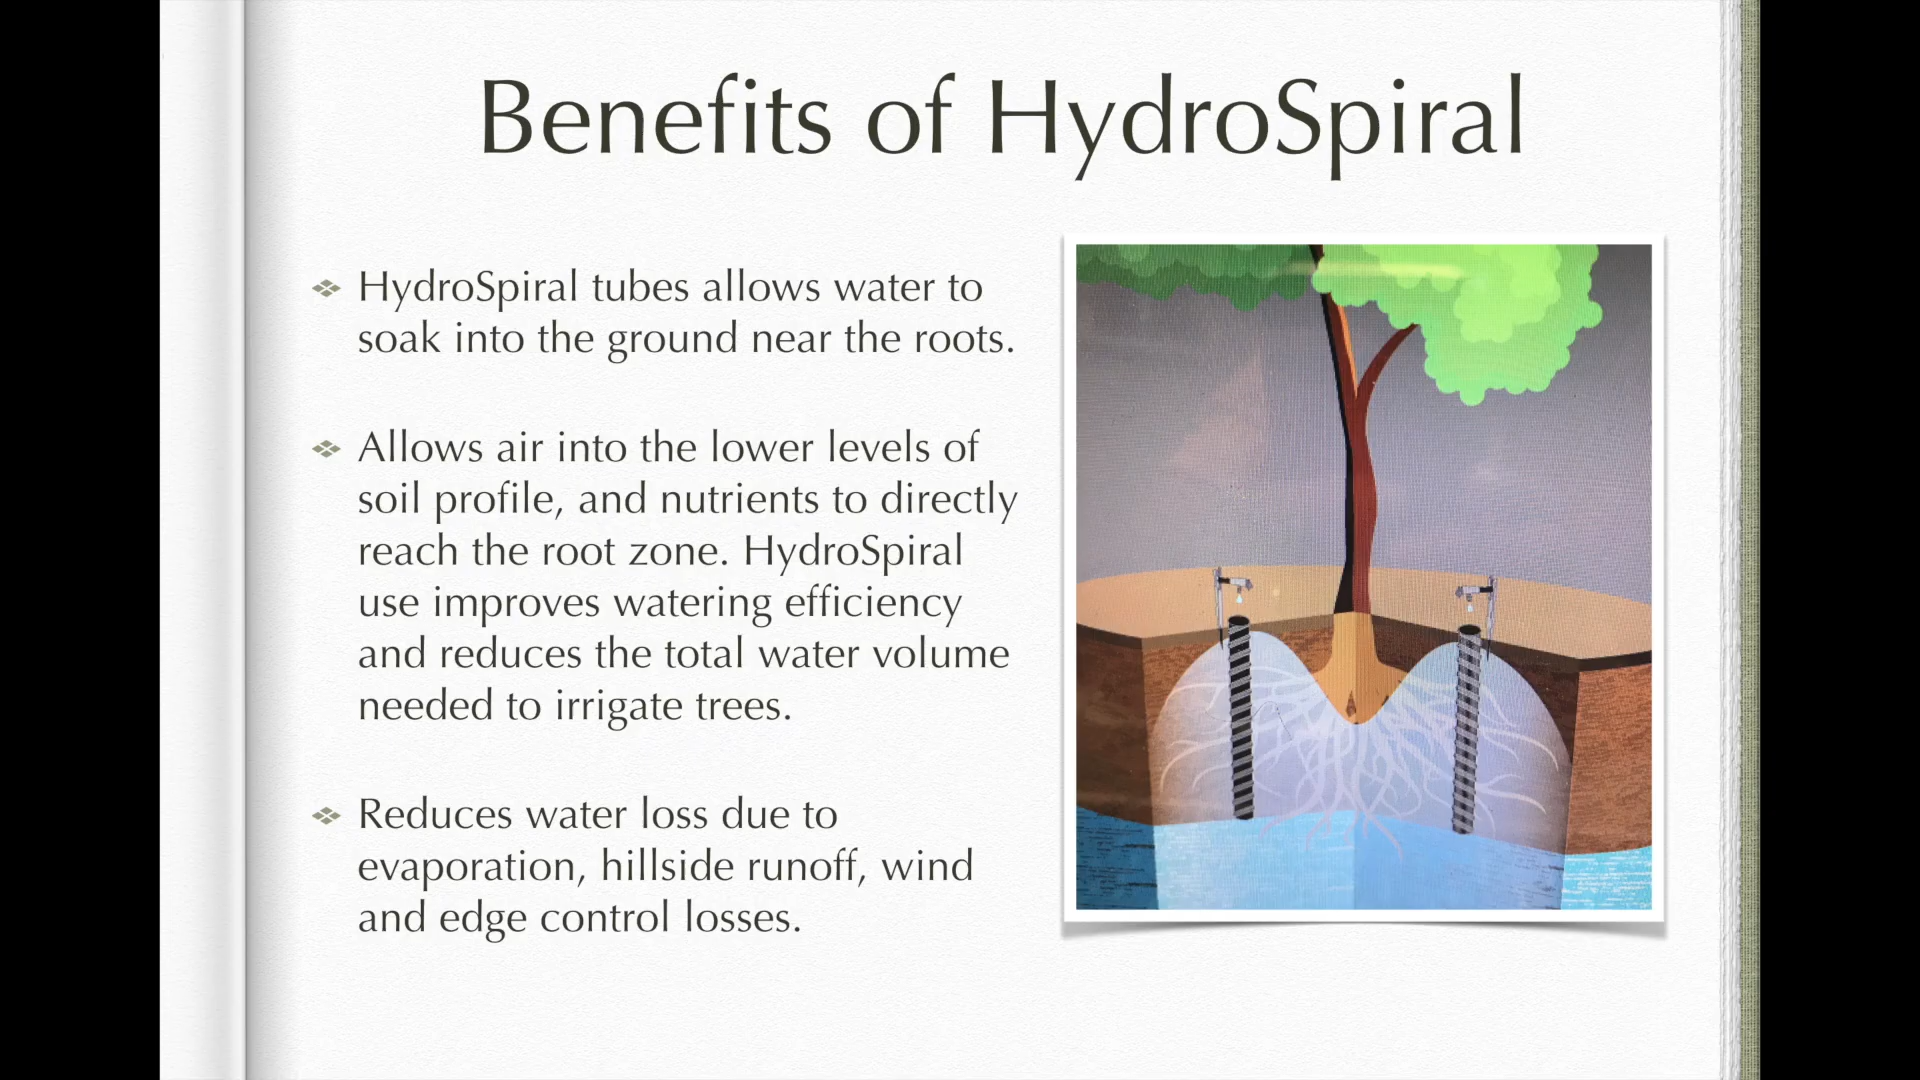 Benefits of HydroSpiral
HydroSpiral tubes allows water to
soak into the ground near the roots.
Allows air into the lower levels of
soil profile, and nutrients to directly
reach the root zone. HydroSpiral
use improves watering efficiency
and reduces the total water volume
needed to irrigate trees.
Reduces water loss due to
evaporation, hillside runoff, wind
and edge control losses.